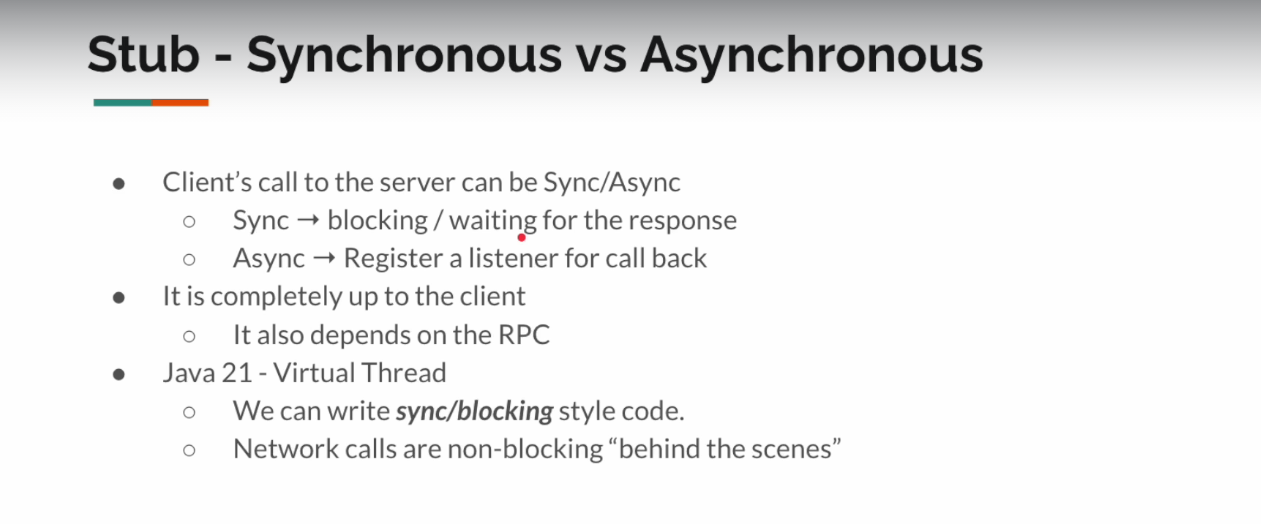 Stub - Synchronous vs Asynchronous
● Client’s call to the server can be Sync/Async
○ Sync → blocking / waiting for the response
○ Async → Register a listener for call back
● It is completely up to the client
○ It also depends on the RPC
● Java 21 - Virtual Thread
○ We can write sync/blocking style code.
○ Network calls are non-blocking “behind the scenes”